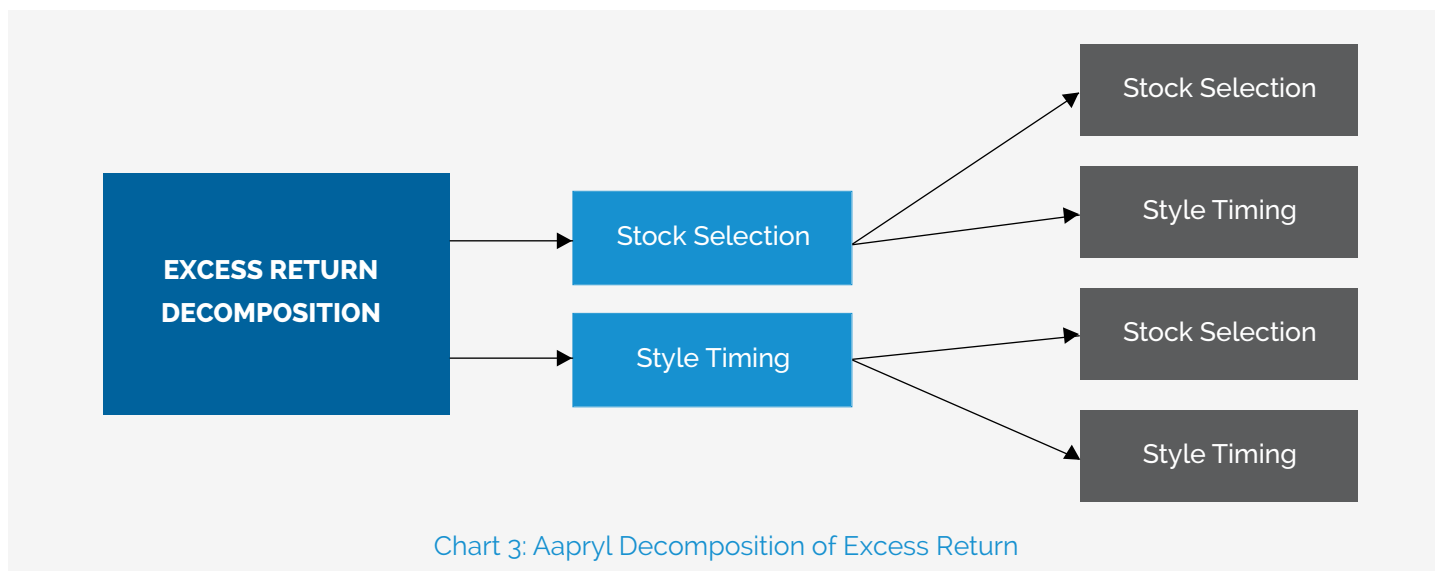 EXCESS RETURN
DECOMPOSITION
Stock Selection
Style Timing
Stock Selection
Style Timing
Stock Selection
Style Timing
Chart 3: Aapryl Decomposition of Excess Return